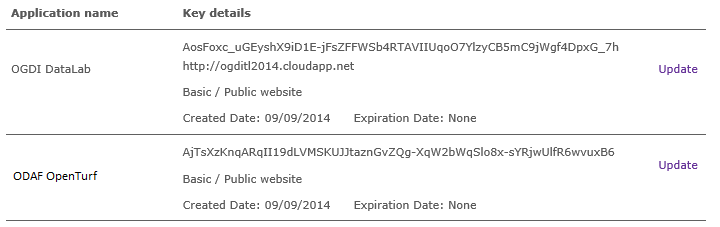 Application name Key details
AosFoxc_uGEyshX9iD1E-jFsZFFWSb4RTAVIIUqoO7YlzyCB5mC9jWgf4DpxG_7h
http://ogditl2014.cloudapp.net
OGDI DataLab Update
Basic / Public website
Created Date: 09/09/2014 Expiration Date: None
AjTsXzKnqARqII19dLVMSKUJJtaznGvZQg-XqW2bWqSlo8x-sYRjwUlfR6wvuxB6
Update
ODAF OpenTurf Basic / Public website
Created Date: 09/09/2014 Expiration Date: None